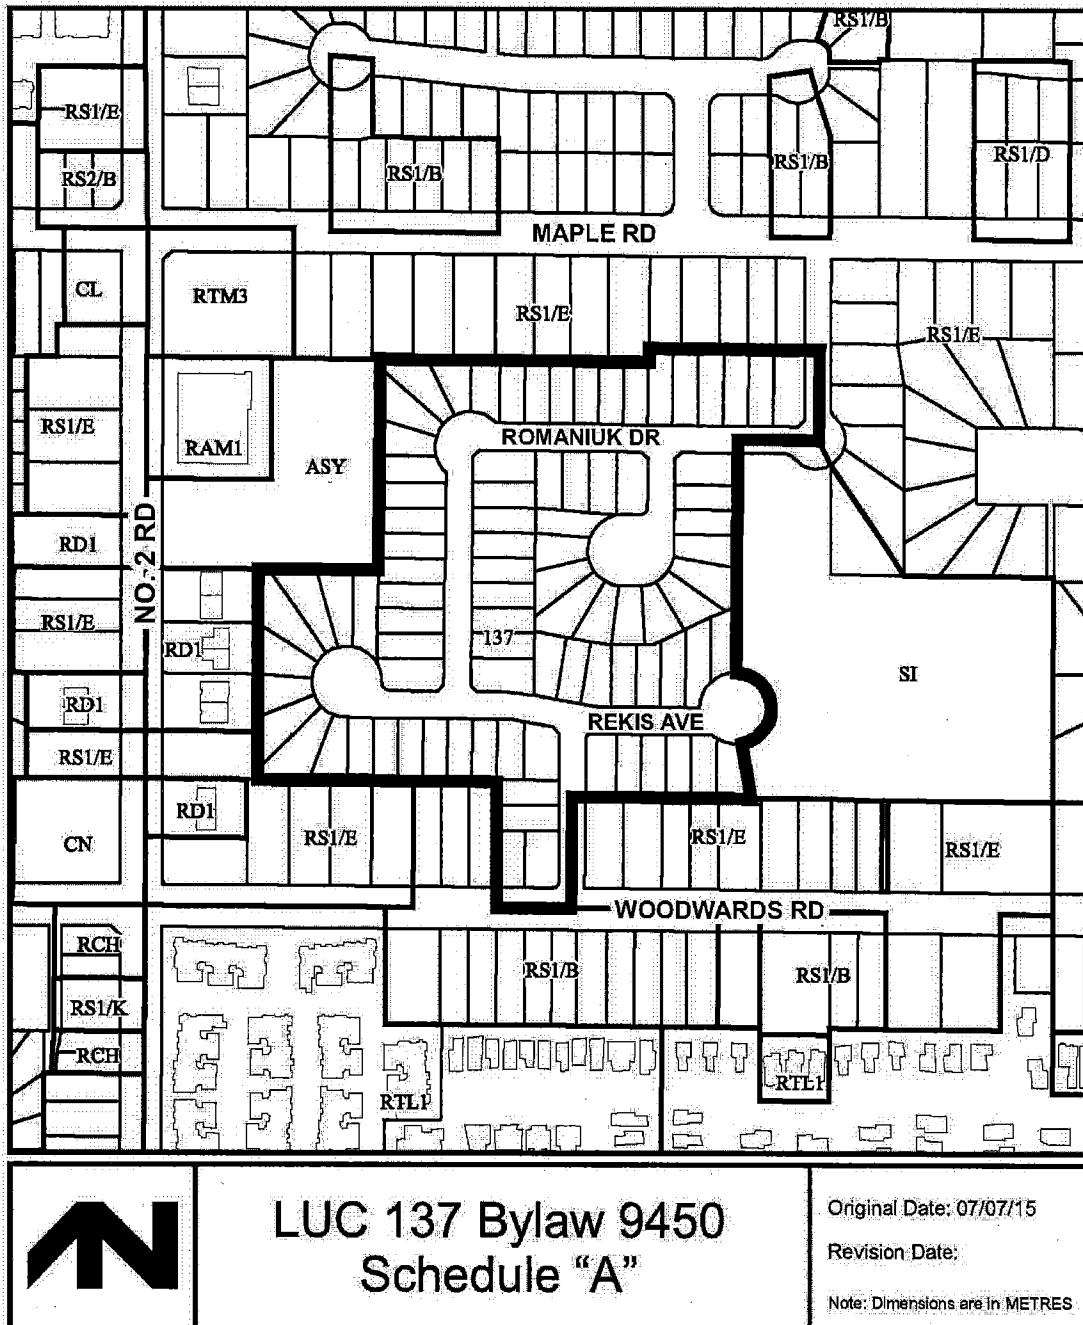 RS1/B
RS1/E
RS2/B
RS1/B
RS1/B
RS1/D
MAPLE RD
CL
RTM3
RS1/E
RS1/E
RS1/E
RAM1
ASY
ROMANIUK DR
NO. 2 RD
RD1
RS1/E
RD1
137
SI
RD1
REKIS AVE
RS1/E
RD1
CN
RS1/E
RS1/E
RS1/E
WOODWARDS RD
RCH
RS1/B
RS1/B
RS1/K
RCH
RTL1
RTL1
LUC 137 Bylaw 9450
Schedule “A”
Original Date: 07/07/15
Revision Date:
Note: Dimensions are in METRES